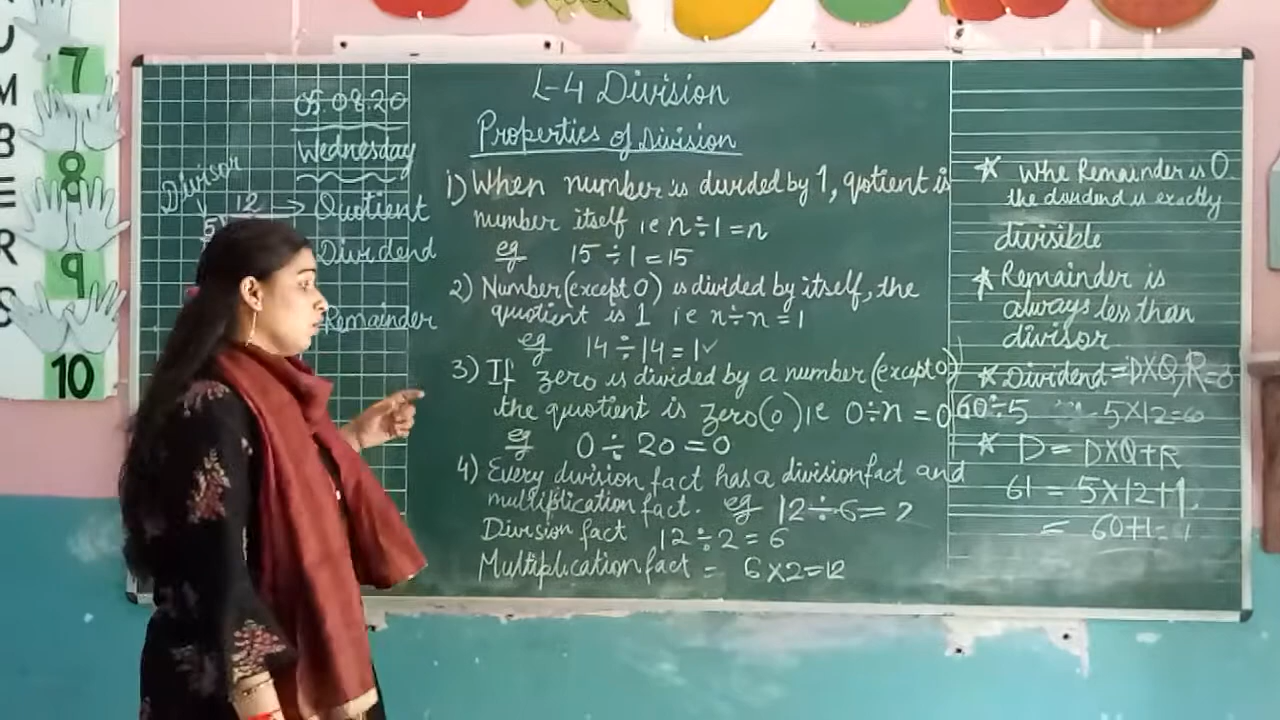 NUMBERS
7
8
9
10
05.08.20
Wednesday
Divisor
12
Quotient
5
Dividend
Remainder
L-4 Division
Properties of Division
1) When number is divided by 1, qotient is
number itself ie n÷1=n
eg 15÷1=15
2) Number (except 0) is divided by itself, the
quotient is 1 ie n÷n=1
eg 14÷14=1✓
3) If zero is divided by a number (except 0)
the quotient is zero(0) ie 0÷n=0
eg 0÷20=0
4) Every division fact has a division fact and
multiplication fact. eg 12÷6=2
Division fact 12÷2=6
Multiplication fact = 6×2=12
★ Whe Remainder is 0
the dividend is exactly
divisible
★ Remainder is
always less than
divisor
★ Dividend=D×Q,R=0
60÷5 5×12=60
★ D=D×Q+R
61=5×12+1
= 60+1=